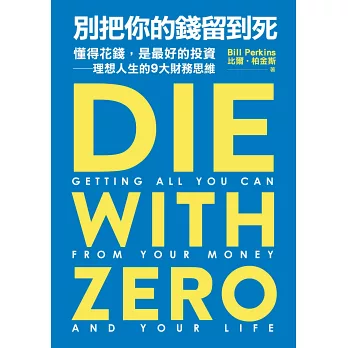 別把你的錢留到死
懂得花錢，是最好的投資
——理想人生的9大財務思維
Bill Perkins
比爾·柏金斯 著
DIE
GETTING ALL YOU CAN
WITH
FROM YOUR MONEY
ZERO
AND YOUR LIFE